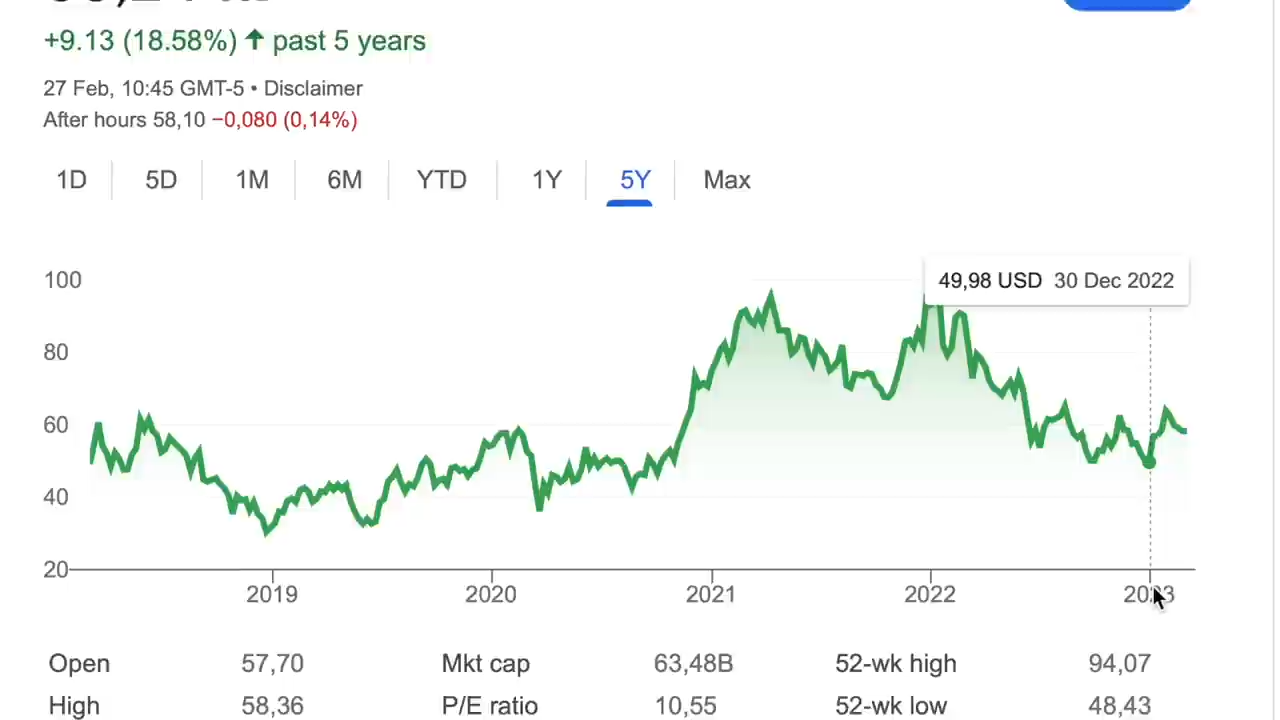 +9.13 (18.58%) ↑ past 5 years
27 Feb, 10:45 GMT-5 • Disclaimer
After hours 58,10 −0,080 (0,14%)
1D 5D 1M 6M YTD 1Y 5Y Max
49,98 USD 30 Dec 2022
100
80
60
40
20
2019 2020 2021 2022 2023
Open 57,70 Mkt cap 63,48B 52-wk high 94,07
High 58,36 P/E ratio 10,55 52-wk low 48,43